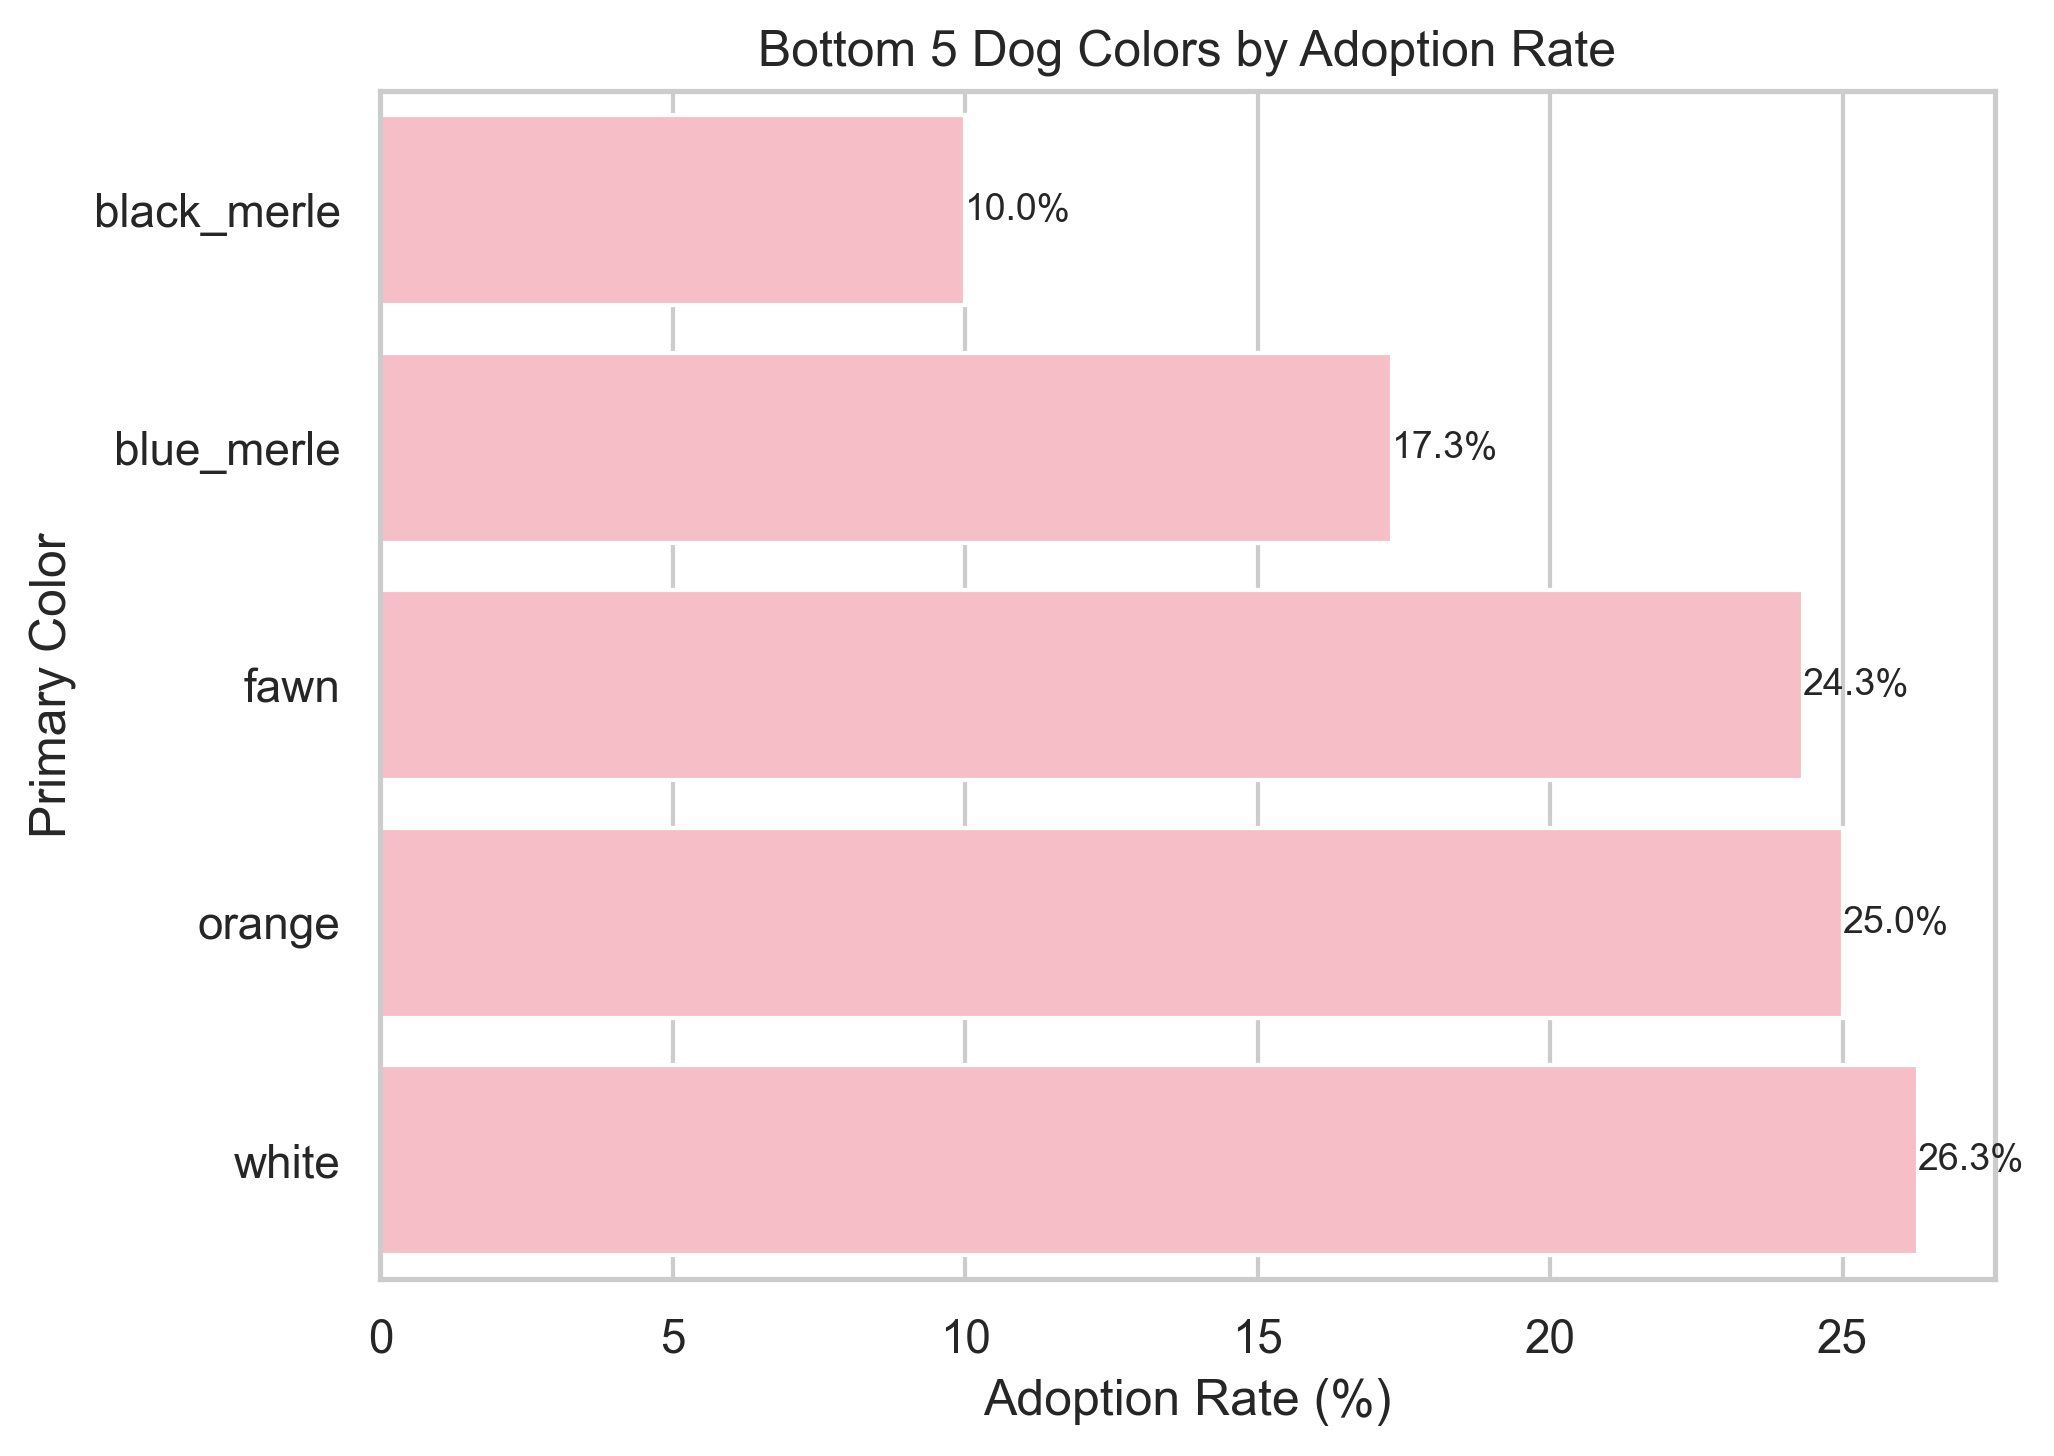 Bottom 5 Dog Colors by Adoption Rate
Primary Color
black_merle
10.0%
blue_merle
17.3%
fawn
24.3%
orange
25.0%
white
26.3%
0 5 10 15 20 25
Adoption Rate (%)